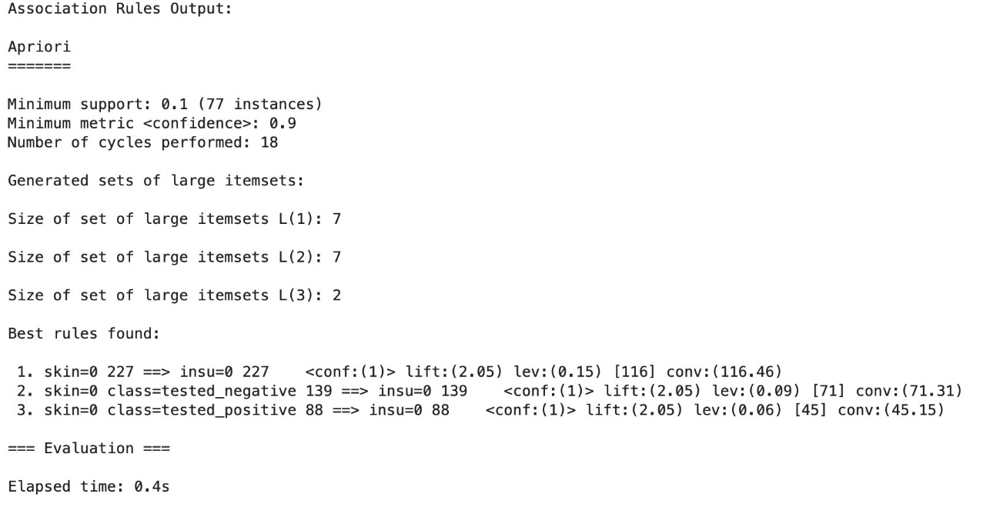 Association Rules Output:
Apriori
=======
Minimum support: 0.1 (77 instances)
Minimum metric <confidence>: 0.9
Number of cycles performed: 18
Generated sets of large itemsets:
Size of set of large itemsets L(1): 7
Size of set of large itemsets L(2): 7
Size of set of large itemsets L(3): 2
Best rules found:
1. skin=0 227 ==> insu=0 227    <conf:(1)> lift:(2.05) lev:(0.15) [116] conv:(116.46)
2. skin=0 class=tested_negative 139 ==> insu=0 139    <conf:(1)> lift:(2.05) lev:(0.09) [71] conv:(71.31)
3. skin=0 class=tested_positive 88 ==> insu=0 88    <conf:(1)> lift:(2.05) lev:(0.06) [45] conv:(45.15)
=== Evaluation ===
Elapsed time: 0.4s